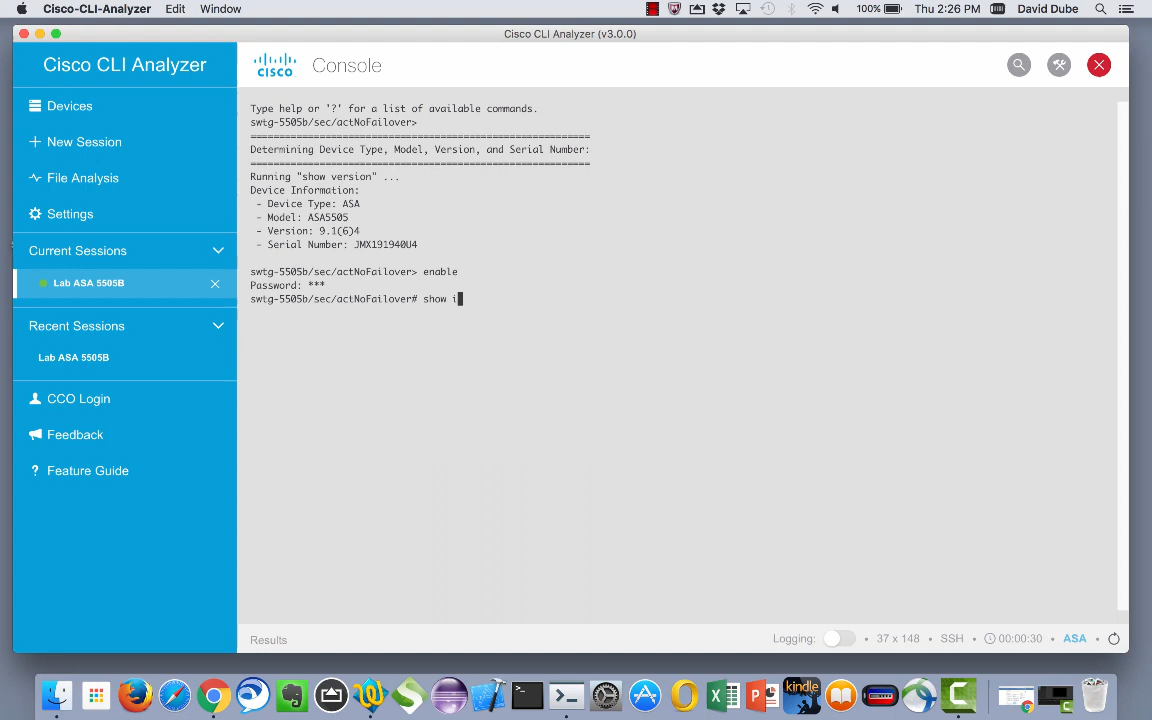 Cisco-CLI-Analyzer Edit Window 100% Thu 2:26 PM David Dube
Cisco CLI Analyzer (v3.0.0)
Cisco CLI Analyzer
CISCO Console
Devices
New Session
File Analysis
Settings
Current Sessions
Lab ASA 5505B
Recent Sessions
Lab ASA 5505B
CCO Login
Feedback
Feature Guide
Type help or '?' for a list of available commands.
swtg-5505b/sec/actNoFailover>
==============================================================
Determining Device Type, Model, Version, and Serial Number:
==============================================================
Running "show version" ...
Device Information:
- Device Type: ASA
- Model: ASA5505
- Version: 9.1(6)4
- Serial Number: JMX191940U4
swtg-5505b/sec/actNoFailover> enable
Password: ***
swtg-5505b/sec/actNoFailover# show i
Results Logging: • 37 x 148 • SSH • 00:00:30 • ASA •
kindle